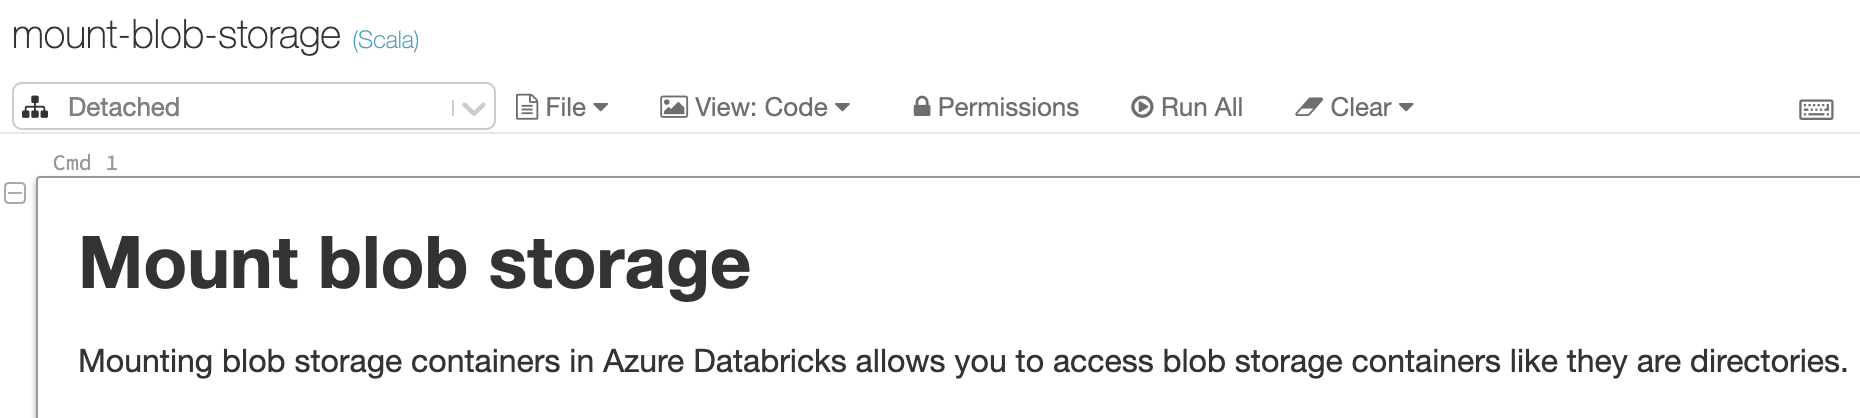 mount-blob-storage (Scala)
Detached File View: Code Permissions Run All Clear
Cmd 1
Mount blob storage
Mounting blob storage containers in Azure Databricks allows you to access blob storage containers like they are directories.